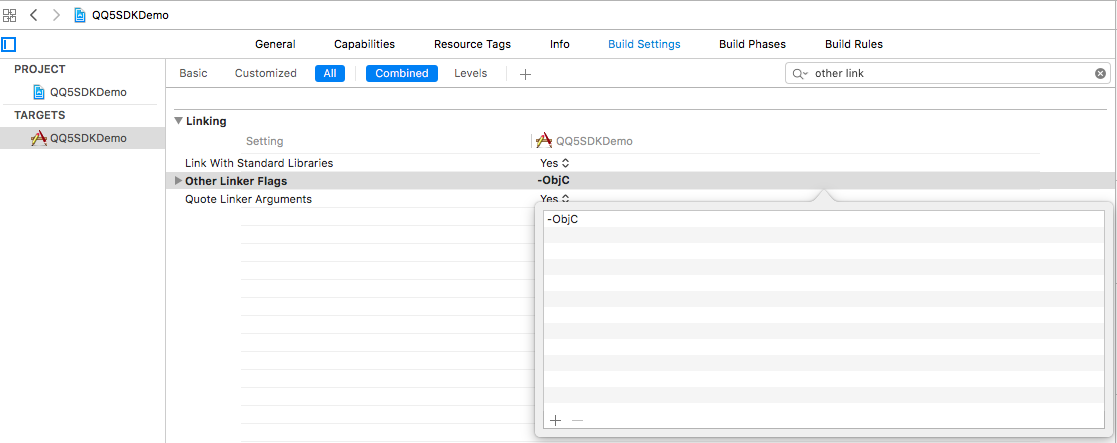 QQ5SDKDemo
General Capabilities Resource Tags Info Build Settings Build Phases Build Rules
PROJECT
QQ5SDKDemo
TARGETS
QQ5SDKDemo
Basic Customized All Combined Levels + other link
Linking
Setting QQ5SDKDemo
Link With Standard Libraries Yes
Other Linker Flags -ObjC
Quote Linker Arguments Yes
-ObjC